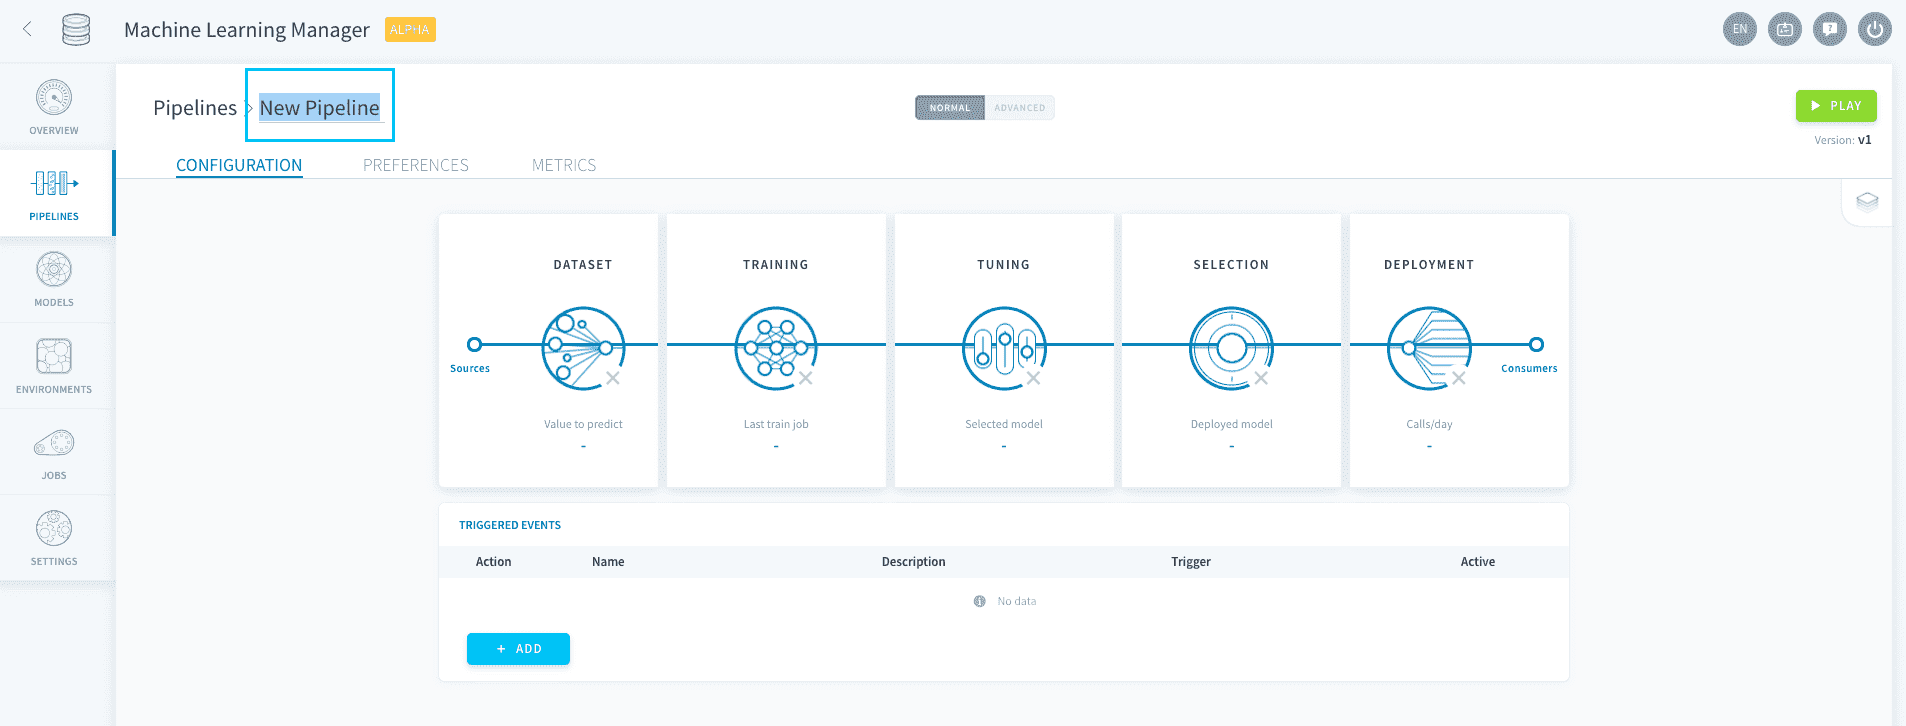 Machine Learning Manager ALPHA
EN
Pipelines > New Pipeline
NORMAL ADVANCED
PLAY
Version: v1
CONFIGURATION PREFERENCES METRICS
OVERVIEW
PIPELINES
MODELS
ENVIRONMENTS
JOBS
SETTINGS
DATASET TRAINING TUNING SELECTION DEPLOYMENT
Sources Consumers
Value to predict Last train job Selected model Deployed model Calls/day
- - - - -
TRIGGERED EVENTS
Action Name Description Trigger Active
No data
+ ADD